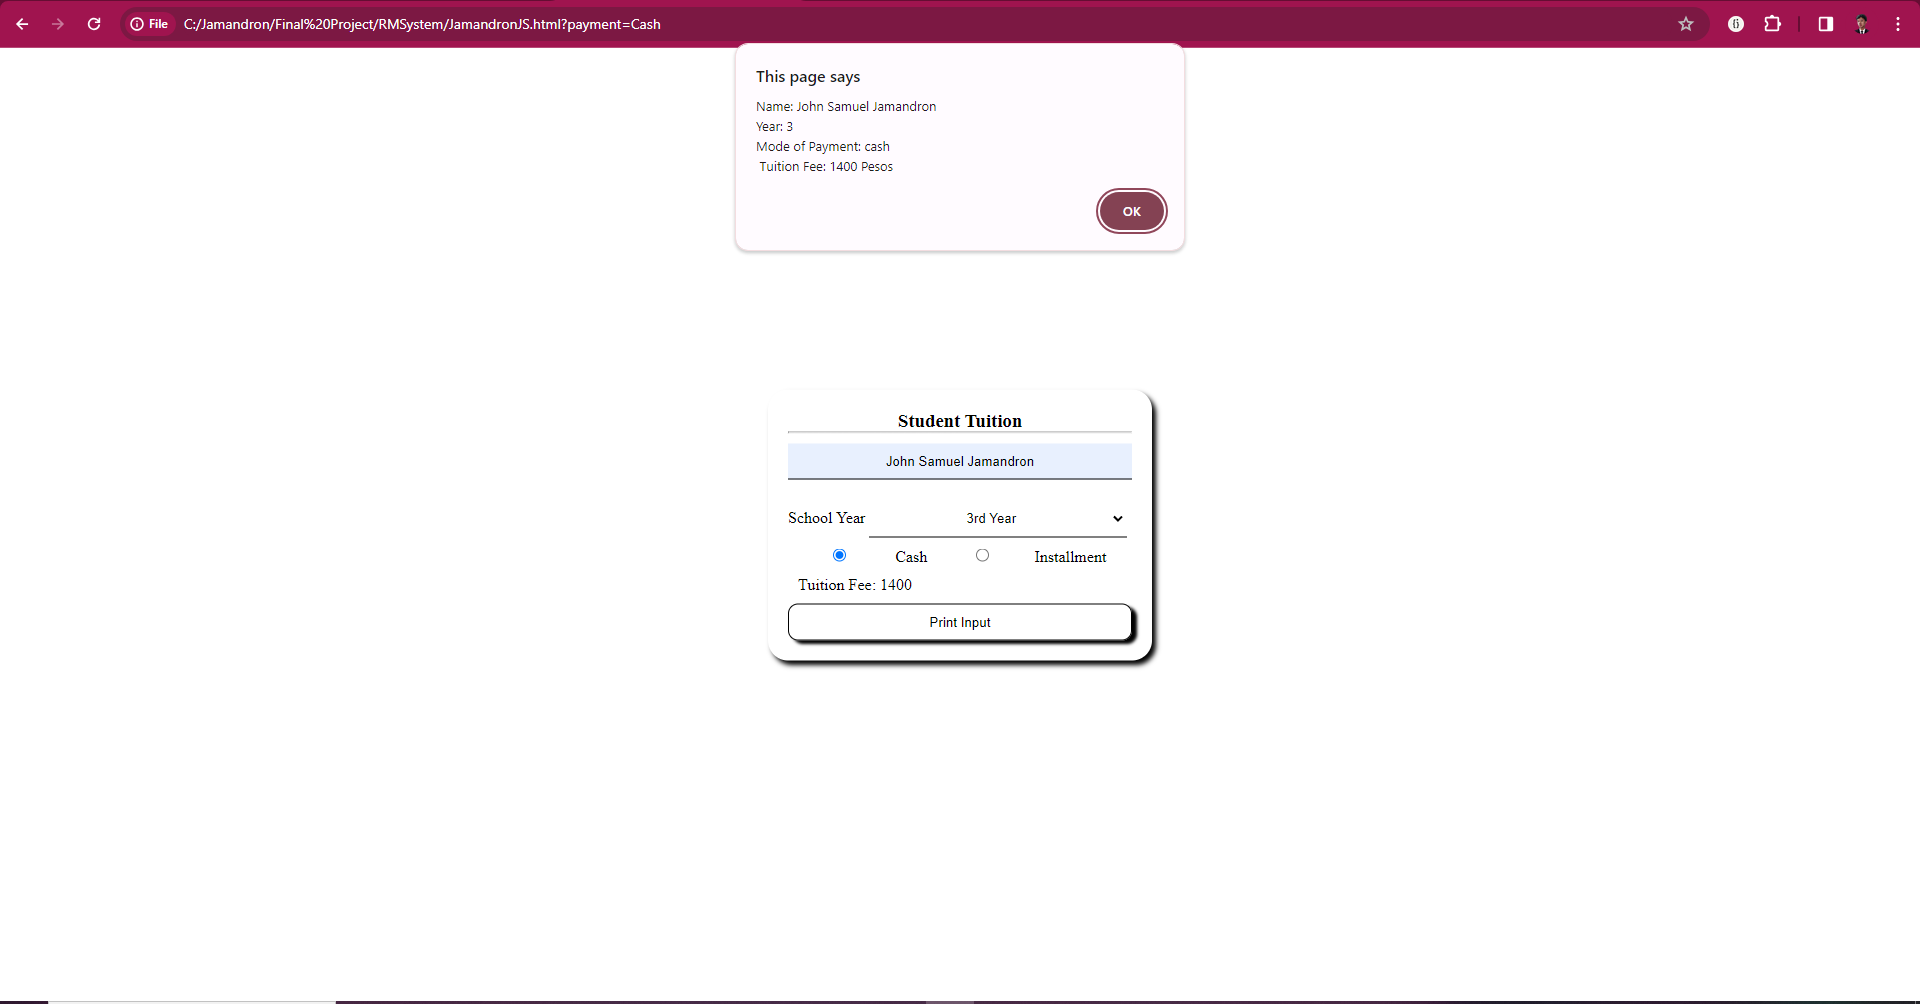 File C:/Jamandron/Final%20Project/RMSystem/JamandronJS.html?payment=Cash
This page says
Name: John Samuel Jamandron
Year: 3
Mode of Payment: cash
Tuition Fee: 1400 Pesos
OK
Student Tuition
John Samuel Jamandron
School Year 3rd Year
Cash Installment
Tuition Fee: 1400
Print Input